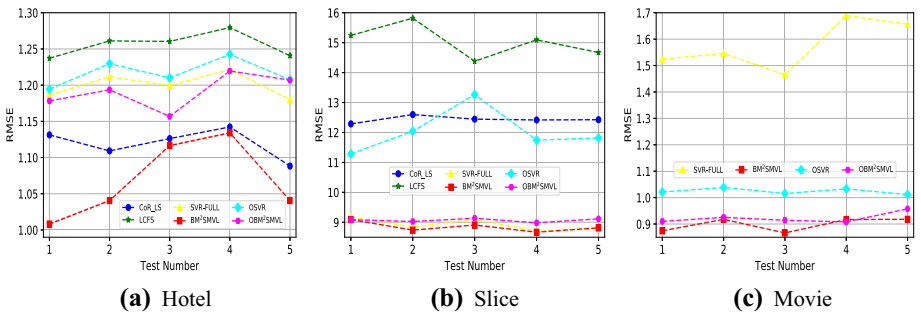 1.30
1.25
1.20
1.15
1.10
1.05
1.00
RMSE
CoR_LS
LCFS
SVR-FULL
BM²SMVL
OSVR
OBM²SMVL
1 2 3 4 5
Test Number
(a) Hotel
16
15
14
13
12
11
10
9
RMSE
CoR_LS
LCFS
SVR-FULL
BM²SMVL
OSVR
OBM²SMVL
1 2 3 4 5
Test Number
(b) Slice
1.7
1.6
1.5
1.4
1.3
1.2
1.1
1.0
0.9
RMSE
SVR-FULL
BM²SMVL
OSVR
OBM²SMVL
1 2 3 4 5
Test Number
(c) Movie